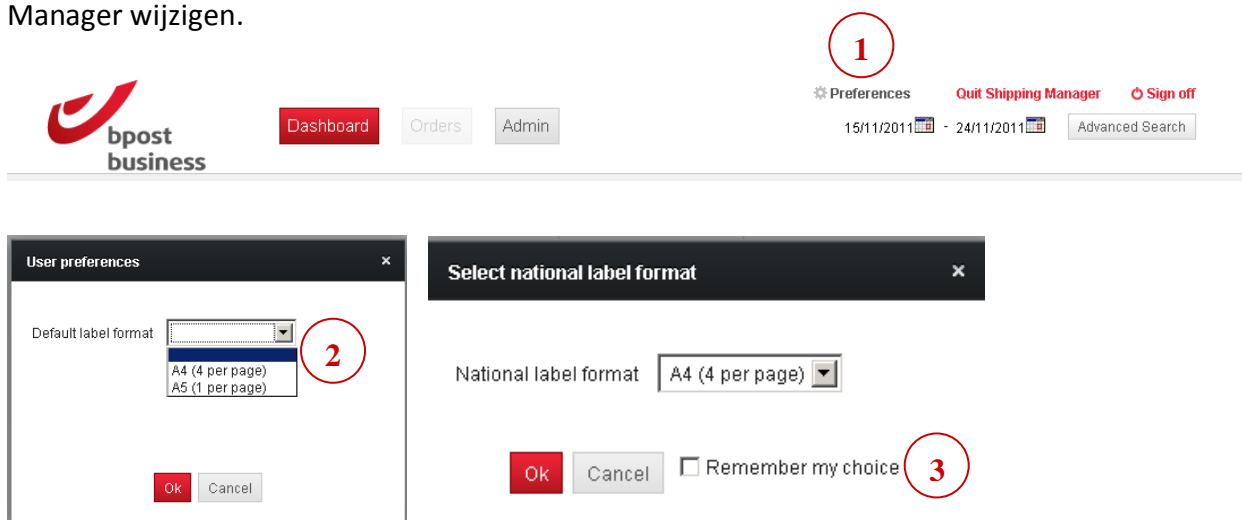 Manager wijzigen.
1
Preferences Quit Shipping Manager Sign off
bpost
business
Dashboard Orders Admin
15/11/2011 - 24/11/2011 Advanced Search
User preferences ×
Default label format
A4 (4 per page)
A5 (1 per page)
2
Ok Cancel
Select national label format ×
National label format A4 (4 per page)
Ok Cancel Remember my choice 3